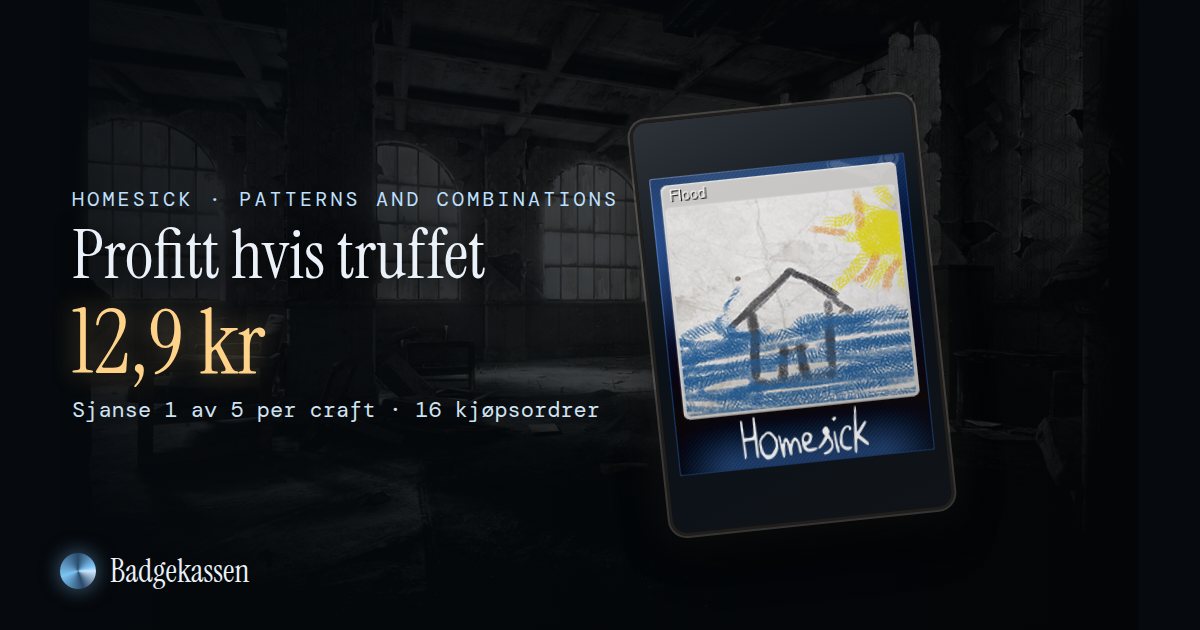 HOMESICK · PATTERNS AND COMBINATIONS
Profitt hvis truffet
12,9 kr
Sjanse 1 av 5 per craft · 16 kjøpsordrer
Flood
Homesick
Badgekassen